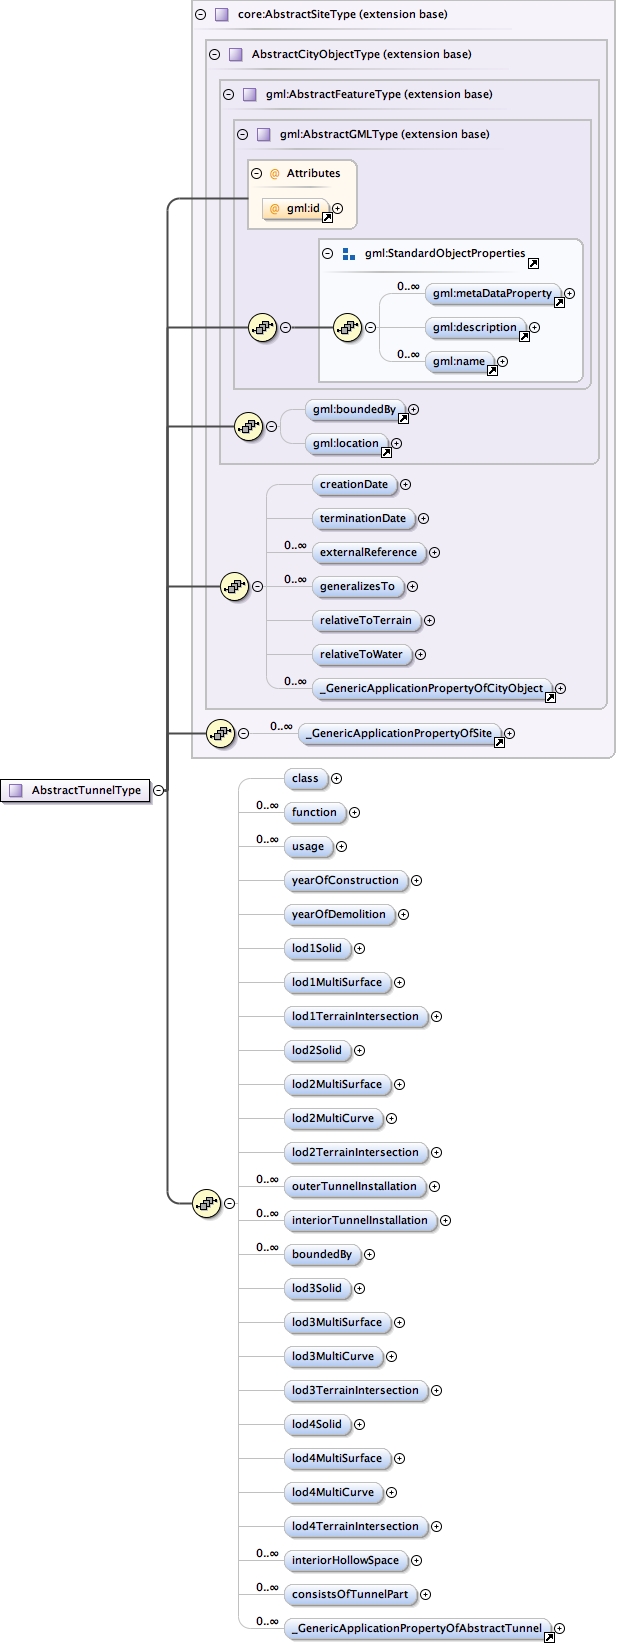 core:AbstractSiteType (extension base)
AbstractCityObjectType (extension base)
gml:AbstractFeatureType (extension base)
gml:AbstractGMLType (extension base)
@ Attributes
@ gml:id
gml:StandardObjectProperties
0..∞
gml:metaDataProperty
gml:description
0..∞
gml:name
gml:boundedBy
gml:location
creationDate
terminationDate
0..∞
externalReference
0..∞
generalizesTo
relativeToTerrain
relativeToWater
0..∞
_GenericApplicationPropertyOfCityObject
0..∞
_GenericApplicationPropertyOfSite
AbstractTunnelType
class
0..∞
function
0..∞
usage
yearOfConstruction
yearOfDemolition
lod1Solid
lod1MultiSurface
lod1TerrainIntersection
lod2Solid
lod2MultiSurface
lod2MultiCurve
lod2TerrainIntersection
0..∞
outerTunnelInstallation
0..∞
interiorTunnelInstallation
0..∞
boundedBy
lod3Solid
lod3MultiSurface
lod3MultiCurve
lod3TerrainIntersection
lod4Solid
lod4MultiSurface
lod4MultiCurve
lod4TerrainIntersection
0..∞
interiorHollowSpace
0..∞
consistsOfTunnelPart
0..∞
_GenericApplicationPropertyOfAbstractTunnel